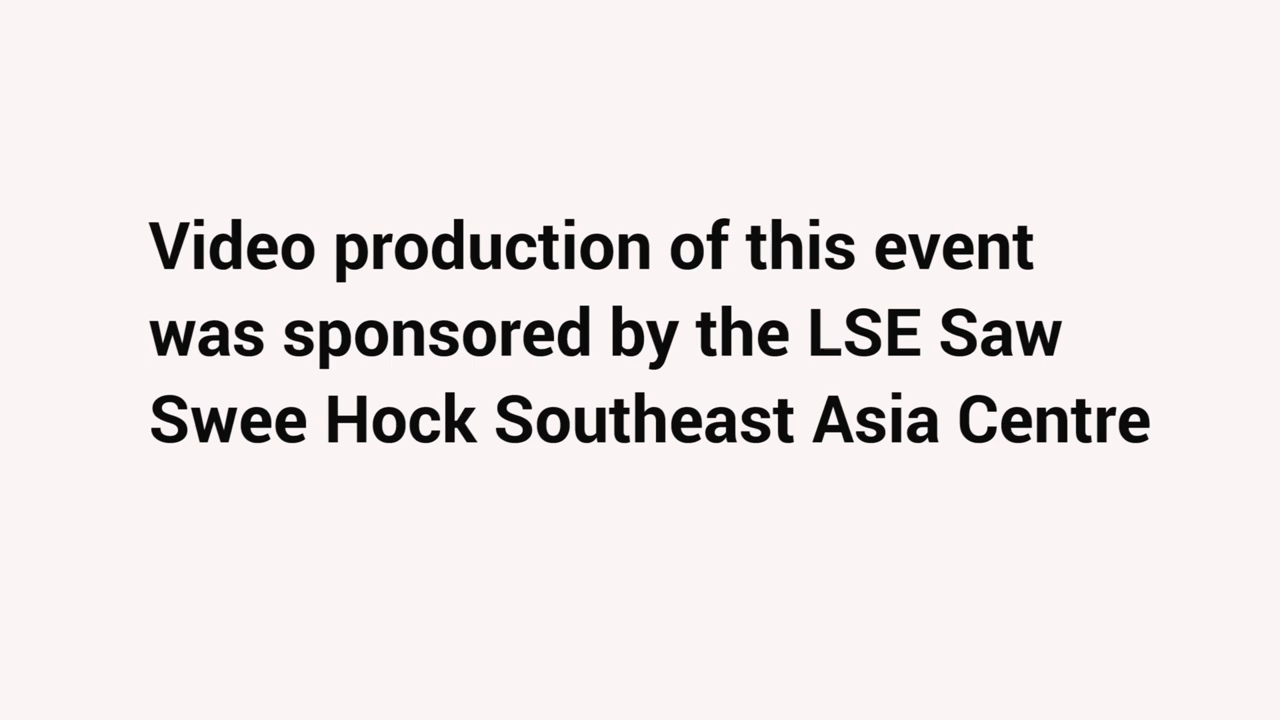 Video production of this event
was sponsored by the LSE Saw
Swee Hock Southeast Asia Centre